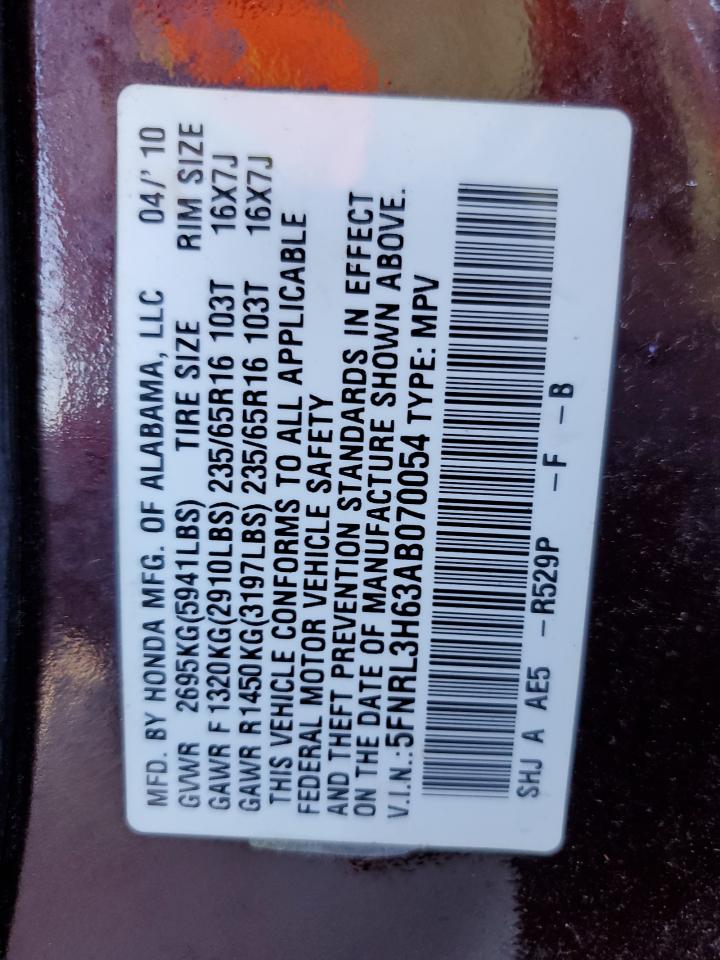 MFD. BY HONDA MFG. OF ALABAMA, LLC 04/' 10
GVWR 2695KG(5941LBS) TIRE SIZE RIM SIZE
GAWR F 1320KG(2910LBS) 235/65R16 103T 16X7J
GAWR R1450KG(3197LBS) 235/65R16 103T 16X7J
THIS VEHICLE CONFORMS TO ALL APPLICABLE
FEDERAL MOTOR VEHICLE SAFETY
AND THEFT PREVENTION STANDARDS IN EFFECT
ON THE DATE OF MANUFACTURE SHOWN ABOVE.
V.I.N.:5FNRL3H63AB070054 TYPE: MPV
SHJ A AE5 -R529P -F -B